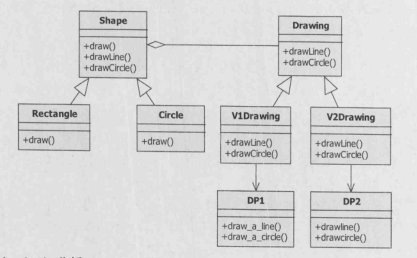 Shape
+draw()
+drawLine()
+drawCircle()
Drawing
+drawLine()
+drawCircle()
Rectangle
+draw()
Circle
+draw()
V1Drawing
+drawLine()
+drawCircle()
V2Drawing
+drawLine()
+drawCircle()
DP1
+draw_a_line()
+draw_a_circle()
DP2
+drawline()
+drawcircle()